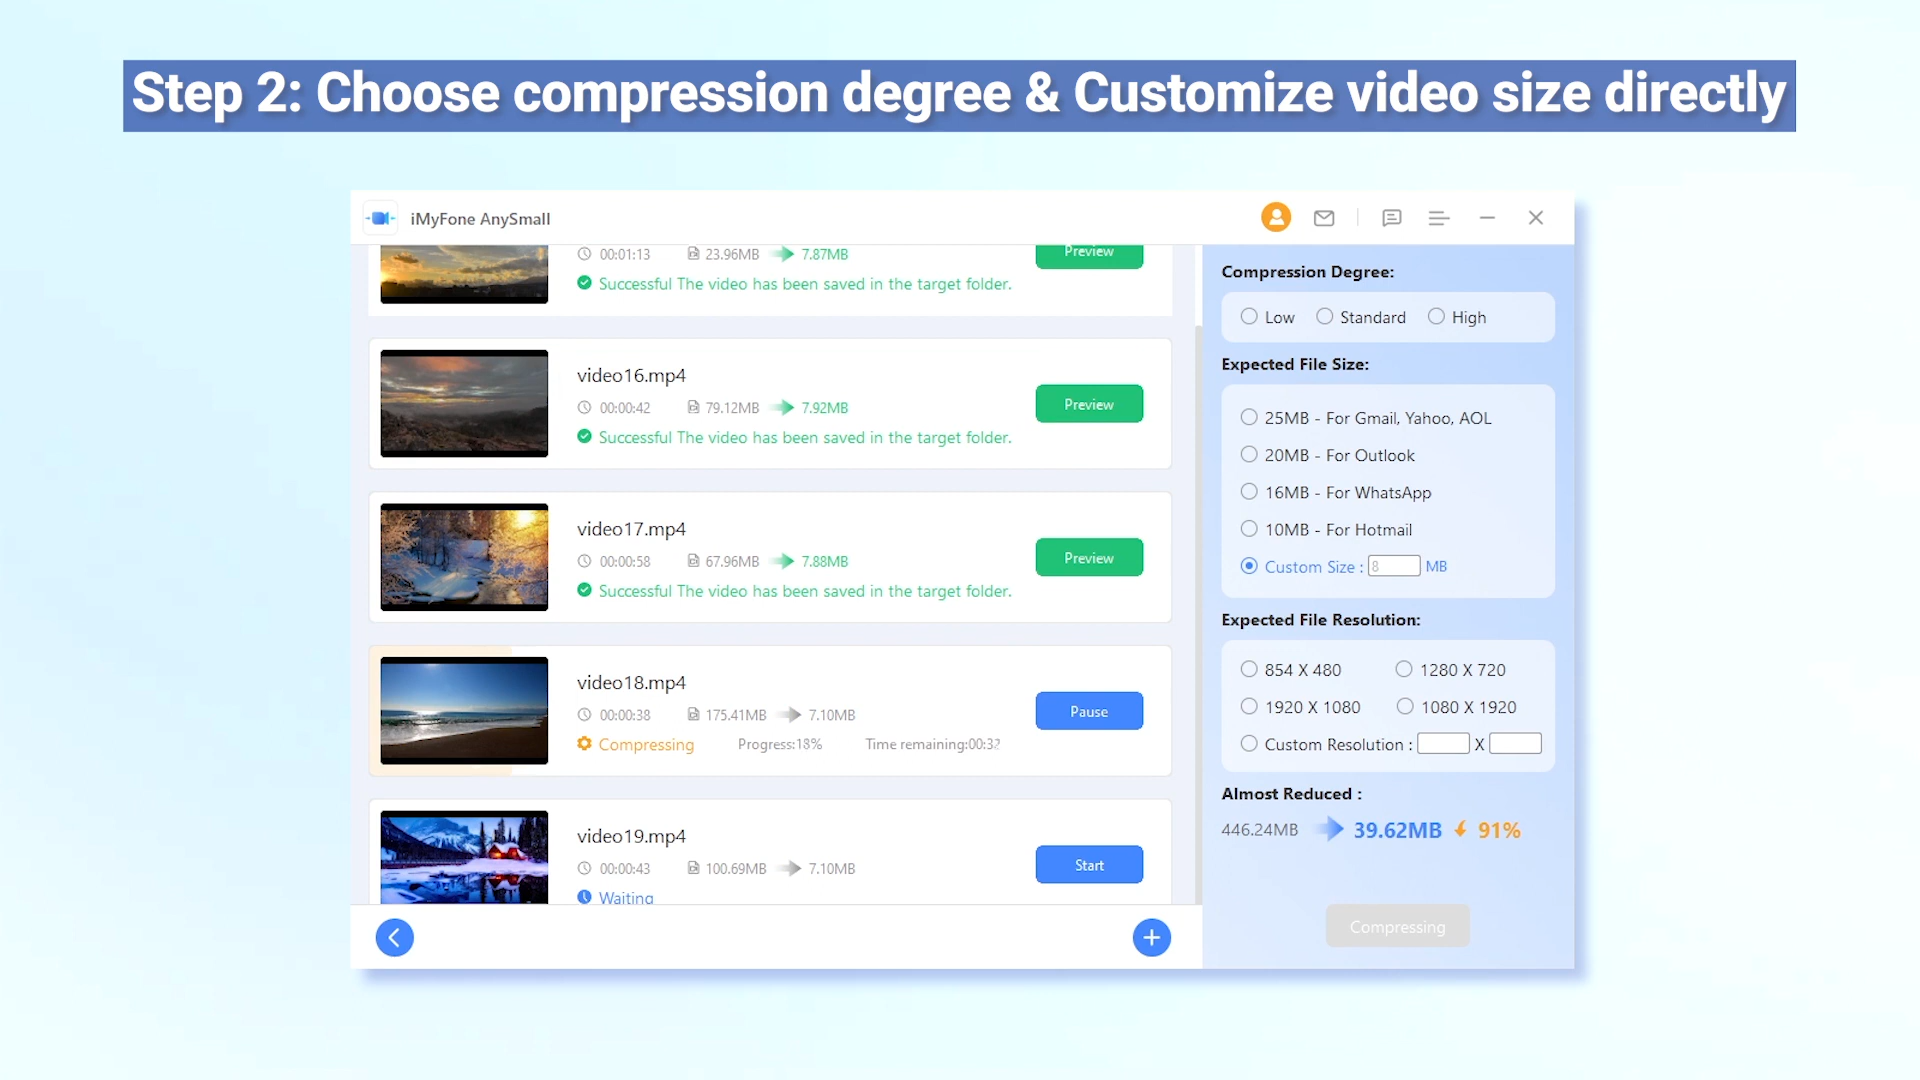 Step 2: Choose compression degree & Customize video size directly
iMyFone AnySmall
00:01:13 23.96MB 7.87MB
Preview
Successful The video has been saved in the target folder.
video16.mp4
00:00:42 79.12MB 7.92MB
Preview
Successful The video has been saved in the target folder.
video17.mp4
00:00:58 67.96MB 7.88MB
Preview
Successful The video has been saved in the target folder.
video18.mp4
00:00:38 175.41MB 7.10MB
Pause
Compressing Progress:18% Time remaining:00:32
video19.mp4
00:00:43 100.69MB 7.10MB
Start
Waiting
Compression Degree:
Low Standard High
Expected File Size:
25MB - For Gmail, Yahoo, AOL
20MB - For Outlook
16MB - For WhatsApp
10MB - For Hotmail
Custom Size : 8 MB
Expected File Resolution:
854 X 480 1280 X 720
1920 X 1080 1080 X 1920
Custom Resolution : X
Almost Reduced :
446.24MB 39.62MB 91%
Compressing